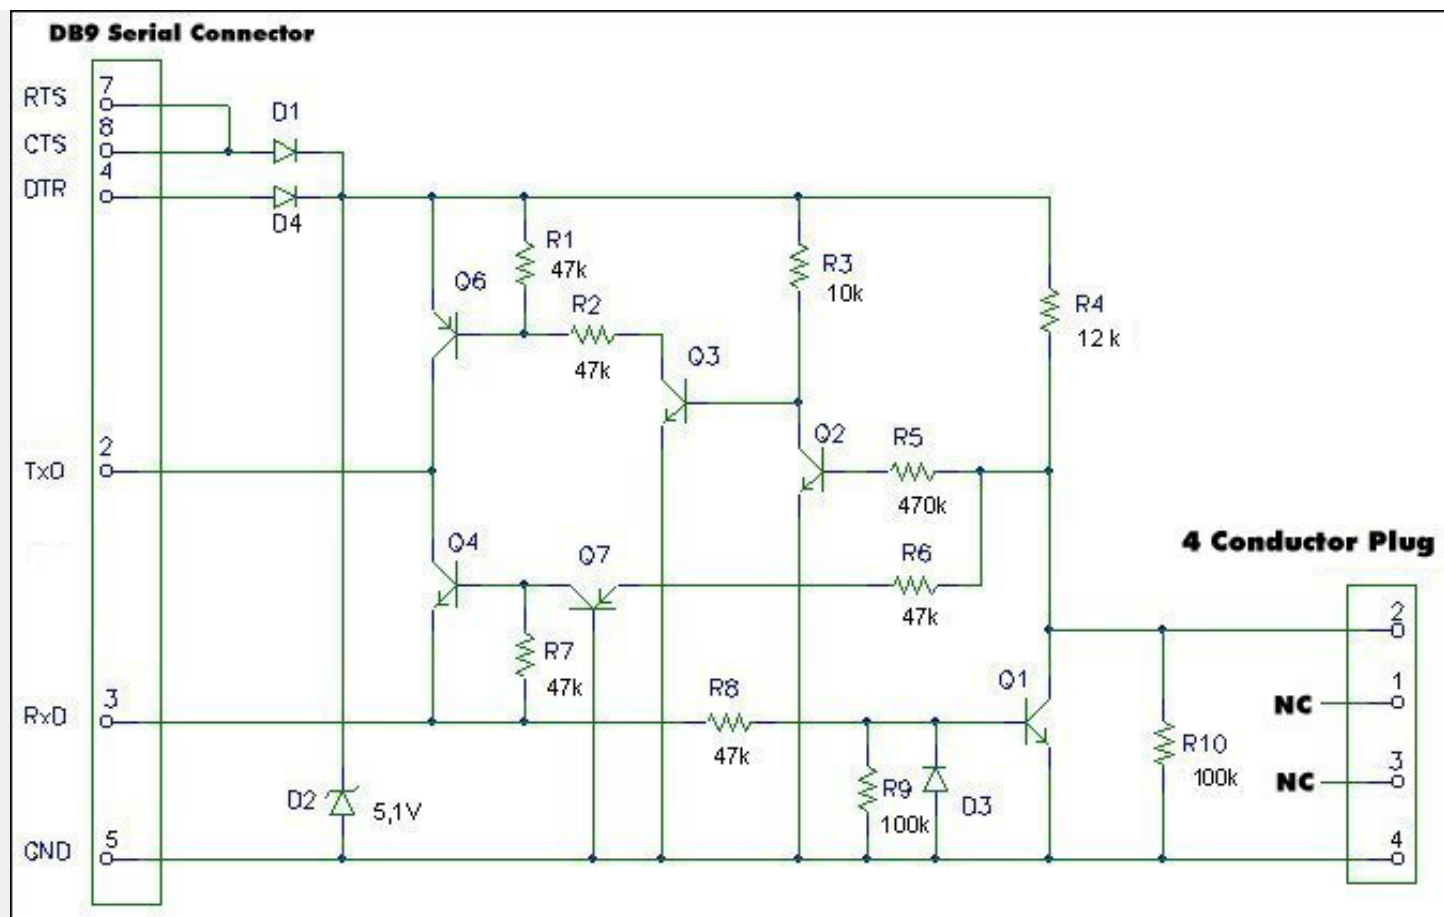 DB9 Serial Connector
RTS 7
D1
CTS 8
DTR 4
D4
R1
47k
R3
10k
Q6
R2
47k
R4
12 k
Q3
TxD 2
Q2
R5
470k
4 Conductor Plug
Q4
Q7
R6
47k
2
R7
47k
R8
47k
Q1
NC 1
RxD 3
R10
100k
NC 3
D2 5,1V
R9
100k
D3
GND 5
4